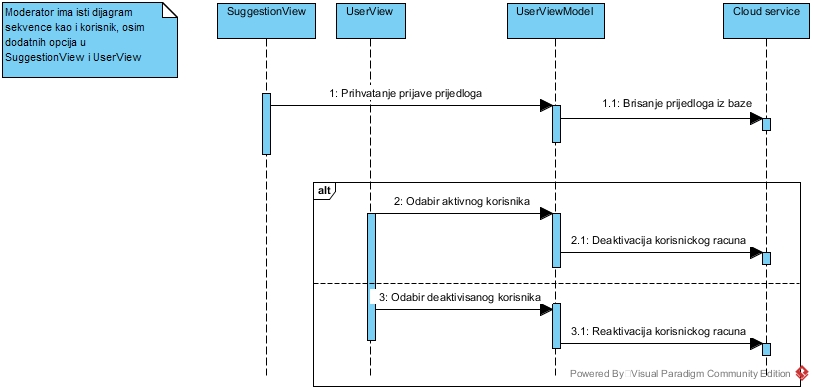 Moderator ima isti dijagram
sekvence kao i korisnik, osim
dodatnih opcija u
SuggestionView i UserView
SuggestionView
UserView
UserViewModel
Cloud service
1: Prihvatanje prijave prijedloga
1.1: Brisanje prijedloga iz baze
alt
2: Odabir aktivnog korisnika
2.1: Deaktivacija korisnickog racuna
3: Odabir deaktivisanog korisnika
3.1: Reaktivacija korisnickog racuna
Powered By Visual Paradigm Community Edition